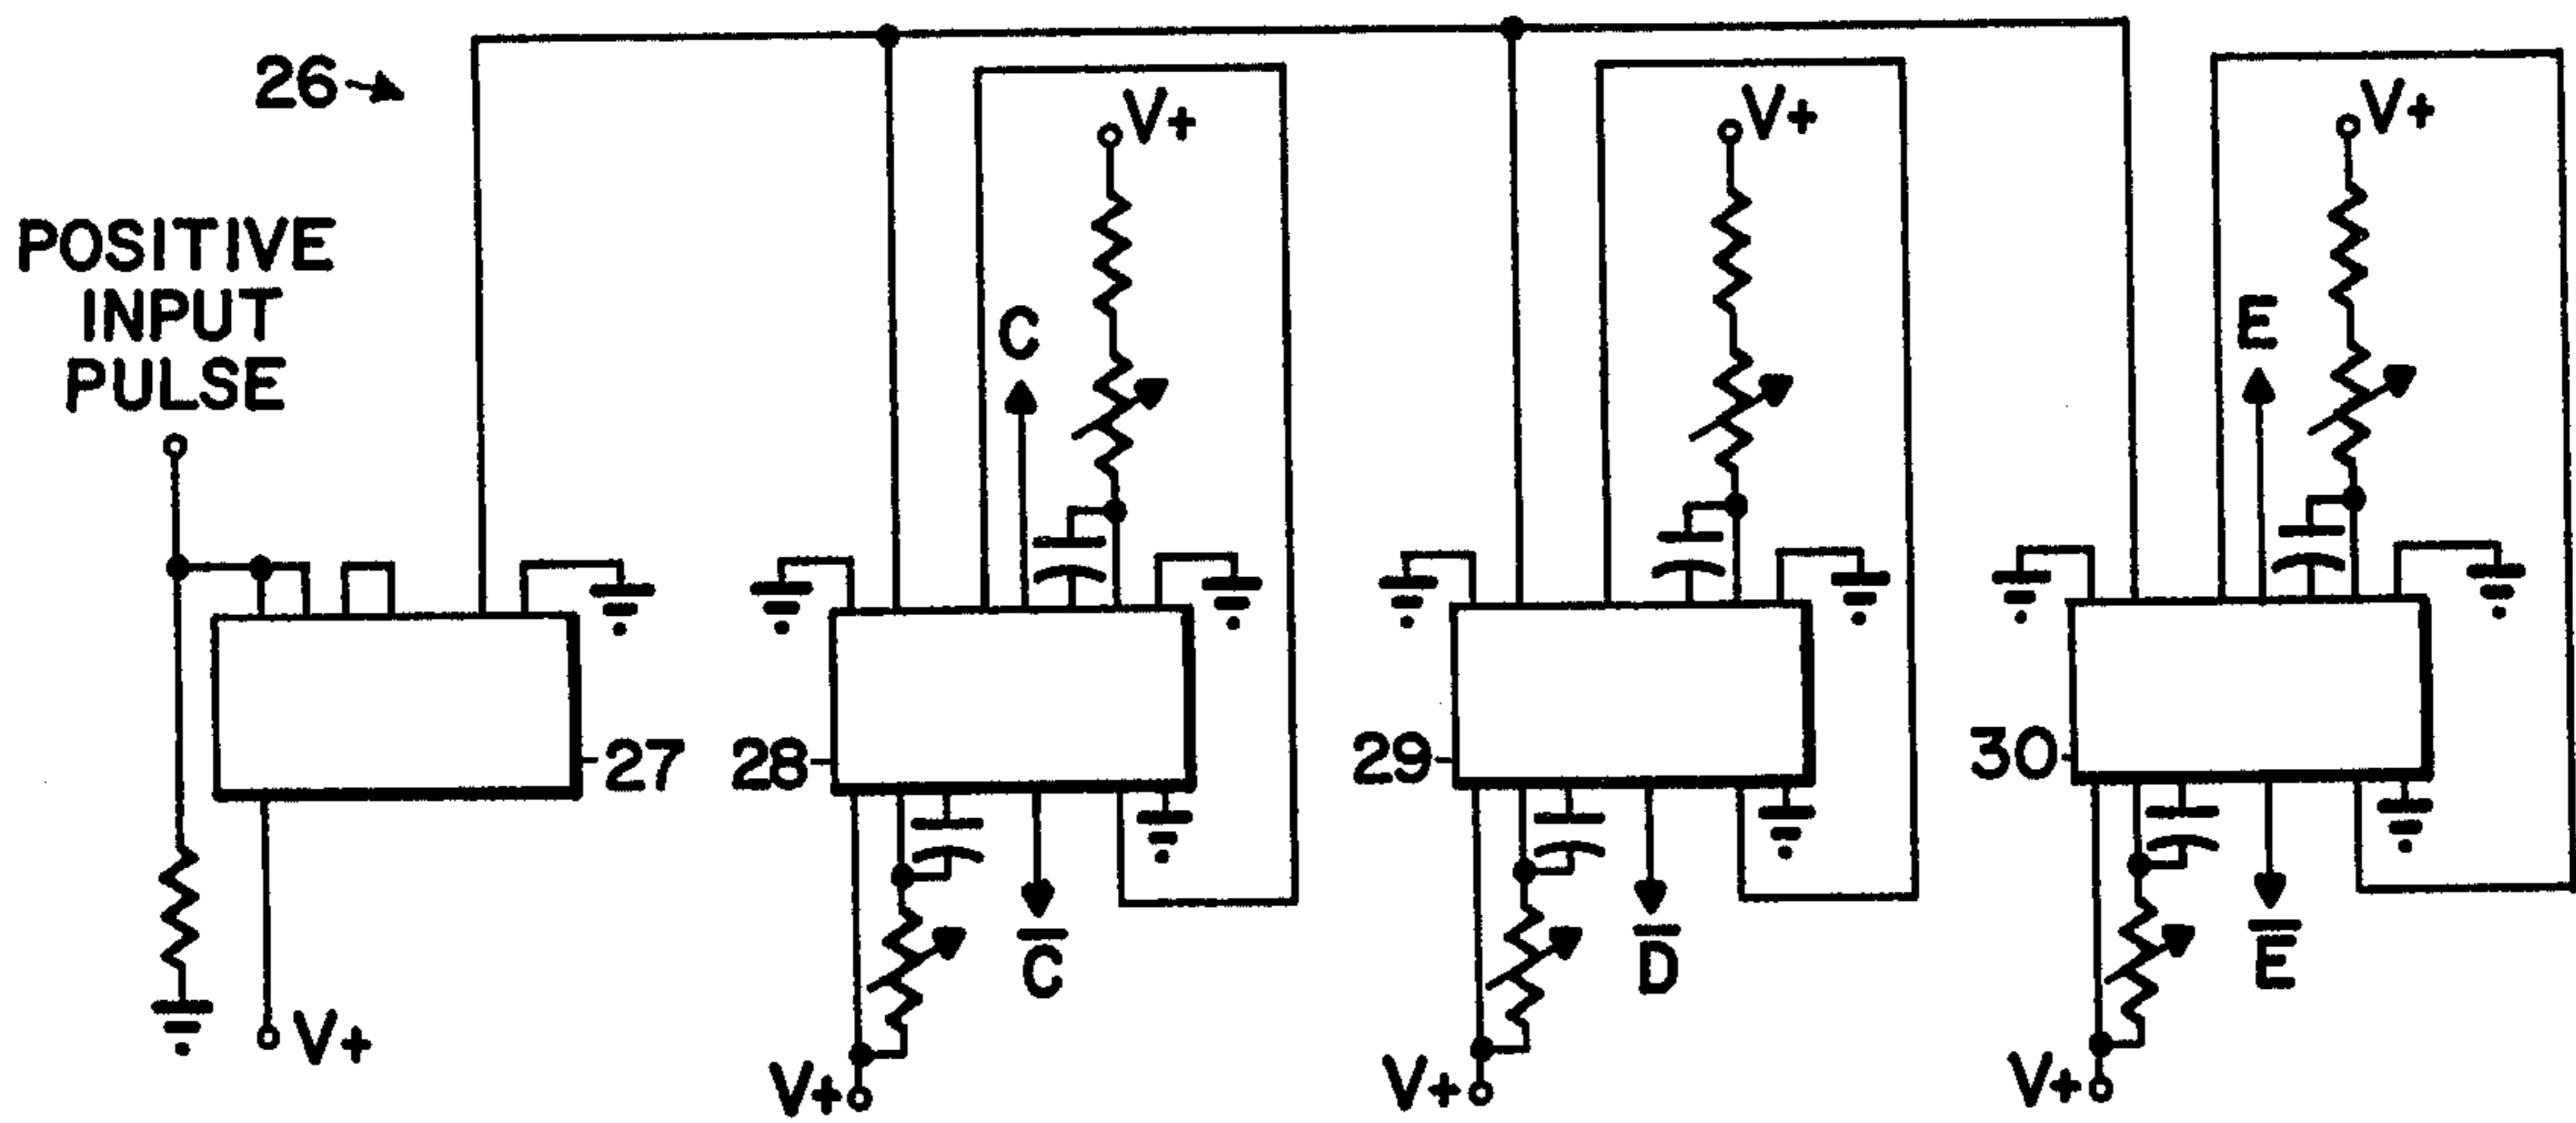 26
V+
V+
V+
POSITIVE
INPUT
PULSE
C
E
27
28
29
30
C̅
D̅
E̅
V+
V+
V+
V+